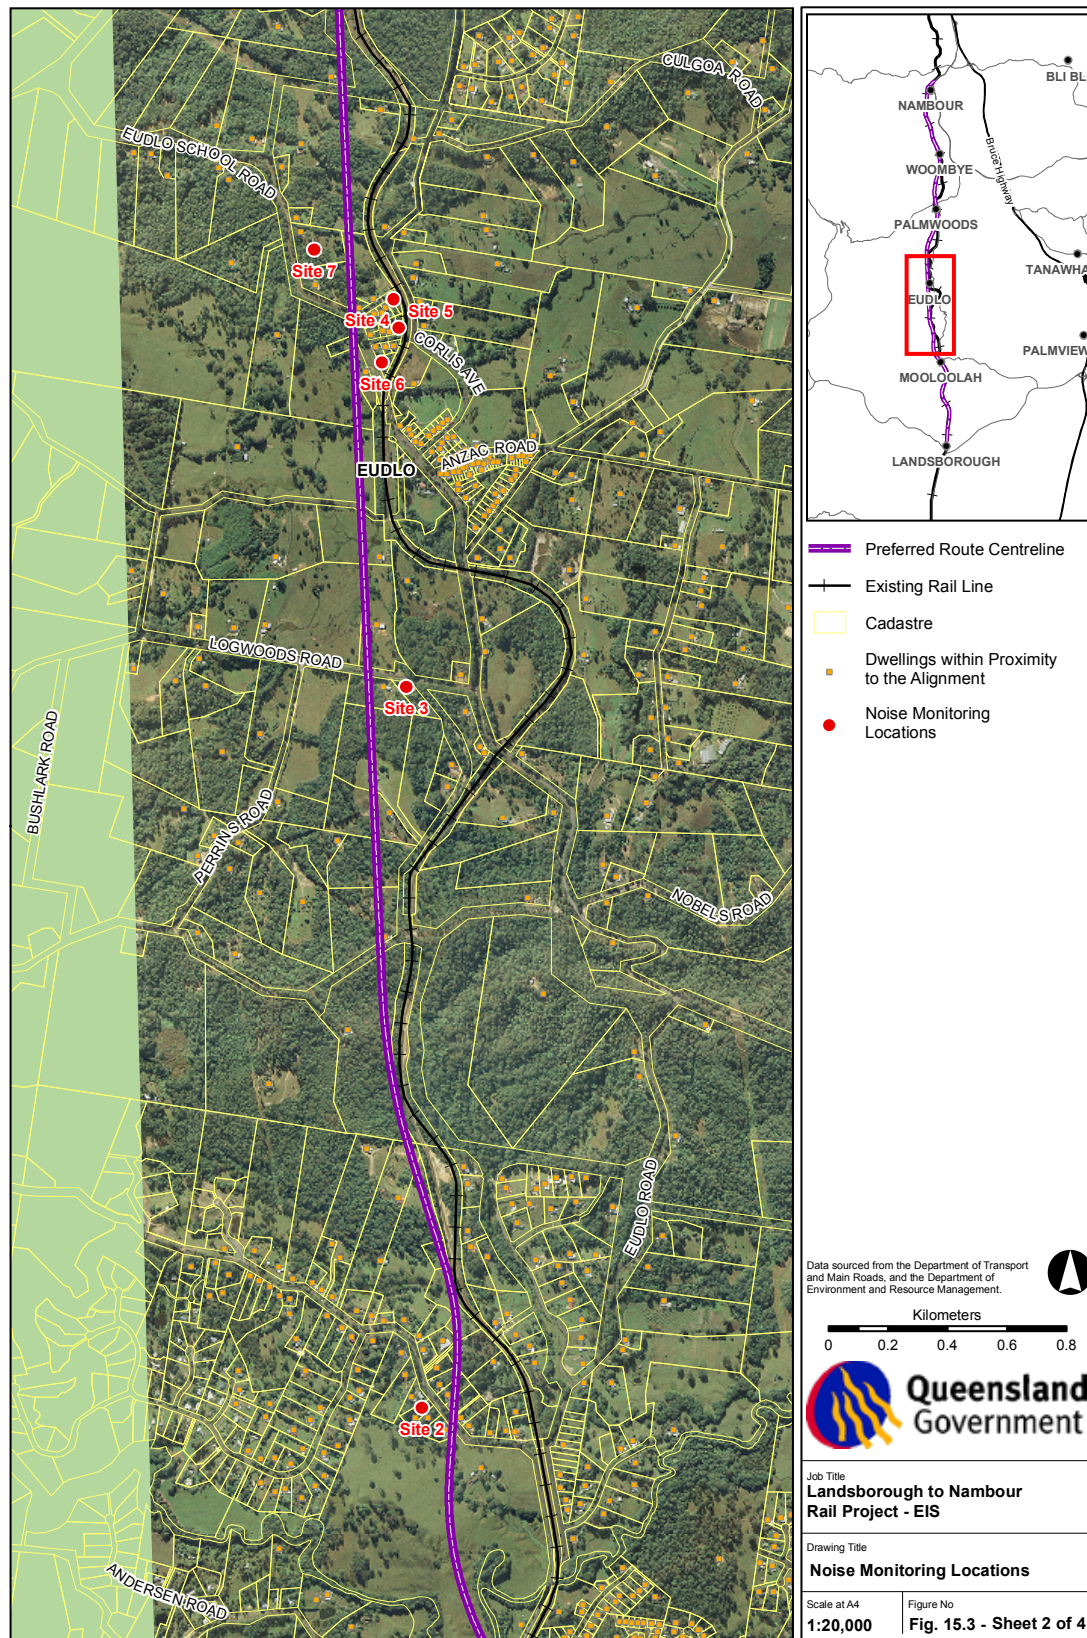 CULGOA ROAD
EUDLO SCHOOL ROAD
Site 7
Site 5
Site 4
CORLIS AVE
Site 6
ANZAC ROAD
EUDLO
LOGWOODS ROAD
Site 3
BUSHLARK ROAD
PERRINS ROAD
NOBELS ROAD
EUDLO ROAD
Site 2
ANDERSEN ROAD
BLI BL
NAMBOUR
Bruce Highway
WOOMBYE
PALMWOODS
TANAWHA
EUDLO
PALMVIEW
MOOLOOLAH
LANDSBOROUGH
Preferred Route Centreline
Existing Rail Line
Cadastre
Dwellings within Proximity
to the Alignment
Noise Monitoring
Locations
Data sourced from the Department of Transport
and Main Roads, and the Department of
Environment and Resource Management.
Kilometers
0 0.2 0.4 0.6 0.8
Queensland
Government
Job Title
Landsborough to Nambour
Rail Project - EIS
Drawing Title
Noise Monitoring Locations
Scale at A4
1:20,000
Figure No
Fig. 15.3 - Sheet 2 of 4